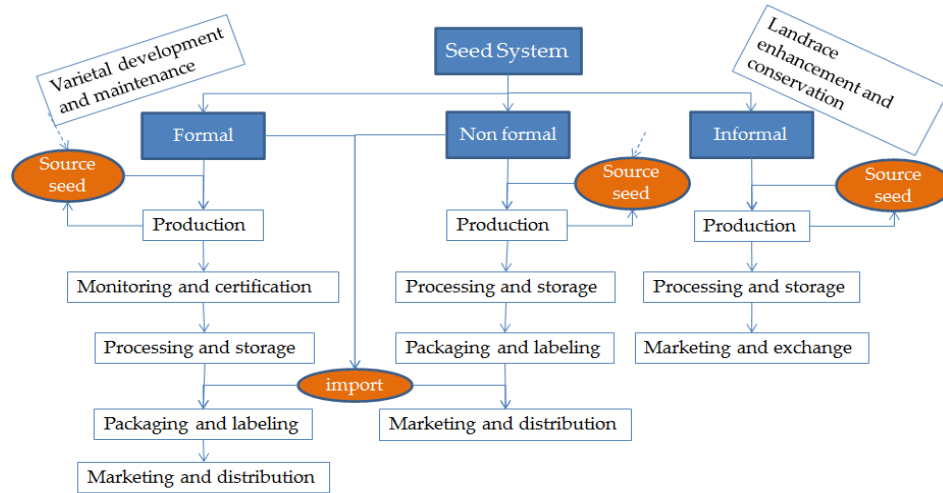 Seed System
Varietal development
and maintenance
Landrace
enhancement and
conservation
Formal
Non formal
Informal
Source
seed
Source
seed
Source
seed
Production
Production
Production
Monitoring and certification
Processing and storage
Processing and storage
Processing and storage
Packaging and labeling
Marketing and exchange
import
Packaging and labeling
Marketing and distribution
Marketing and distribution